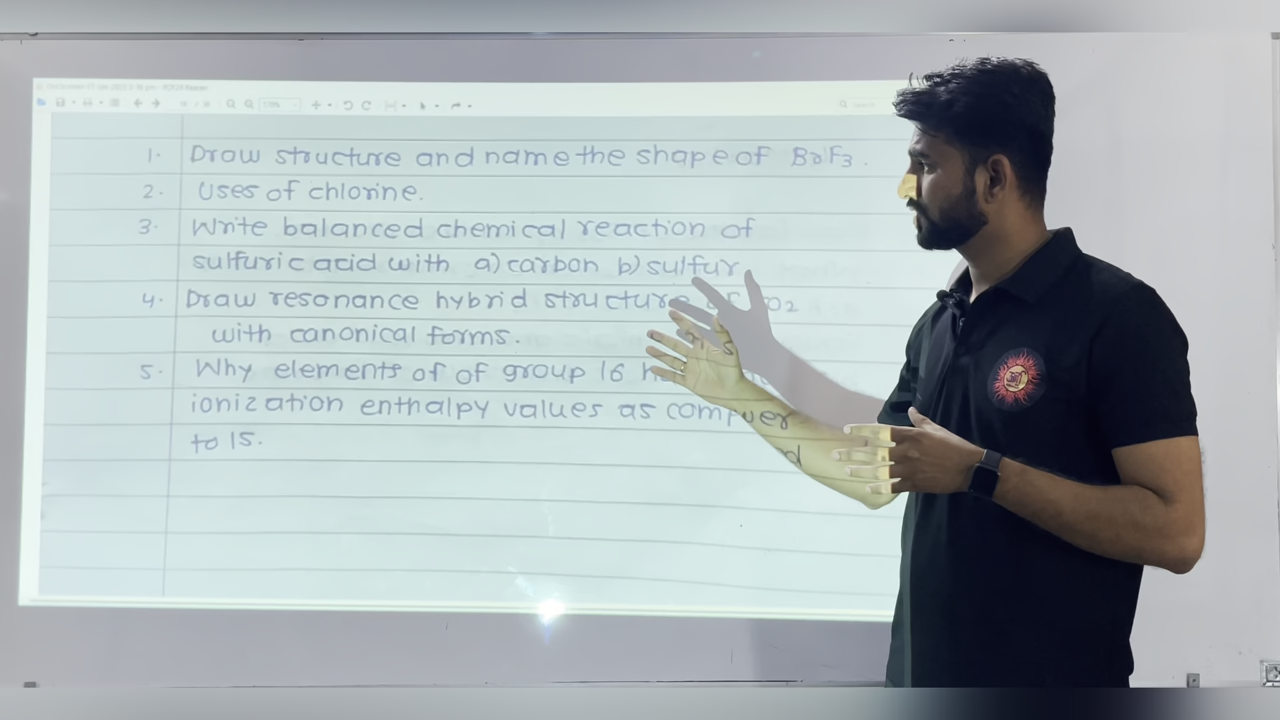 1. Draw structure and name the shape of BrF3.
2. Uses of chlorine.
3. Write balanced chemical reaction of
sulfuric acid with a) carbon b) sulfur
4. Draw resonance hybrid structure of
with canonical forms.
5. Why elements of of group 16
ionization enthalpy values as
to 15.